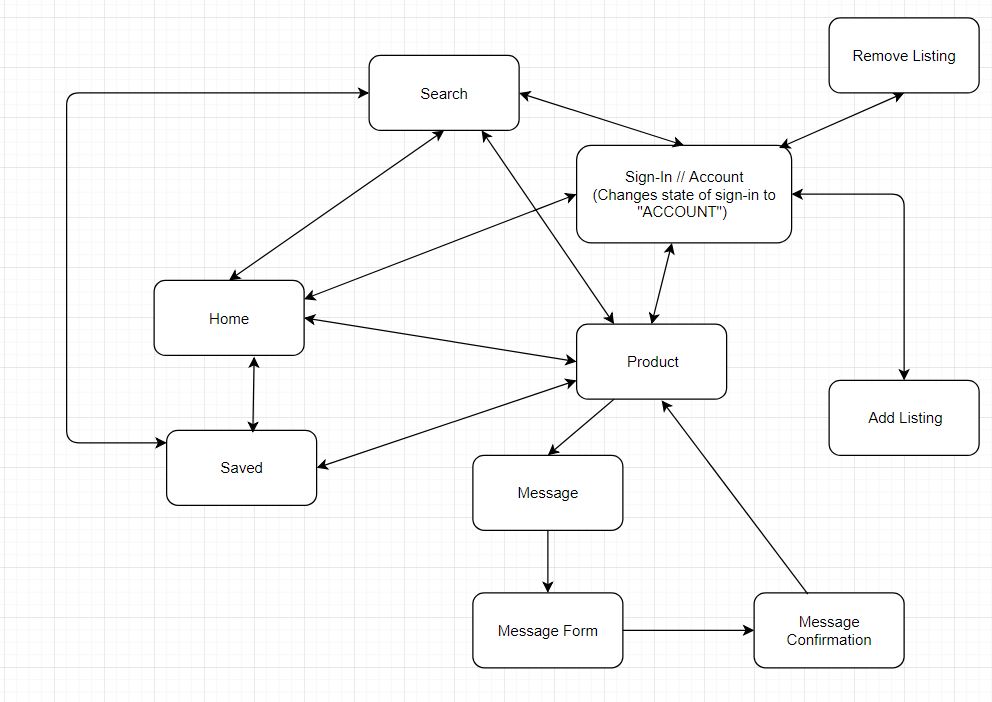 Remove Listing
Search
Sign-In // Account
(Changes state of sign-in to
"ACCOUNT")
Home
Product
Add Listing
Saved
Message
Message Form
Message
Confirmation